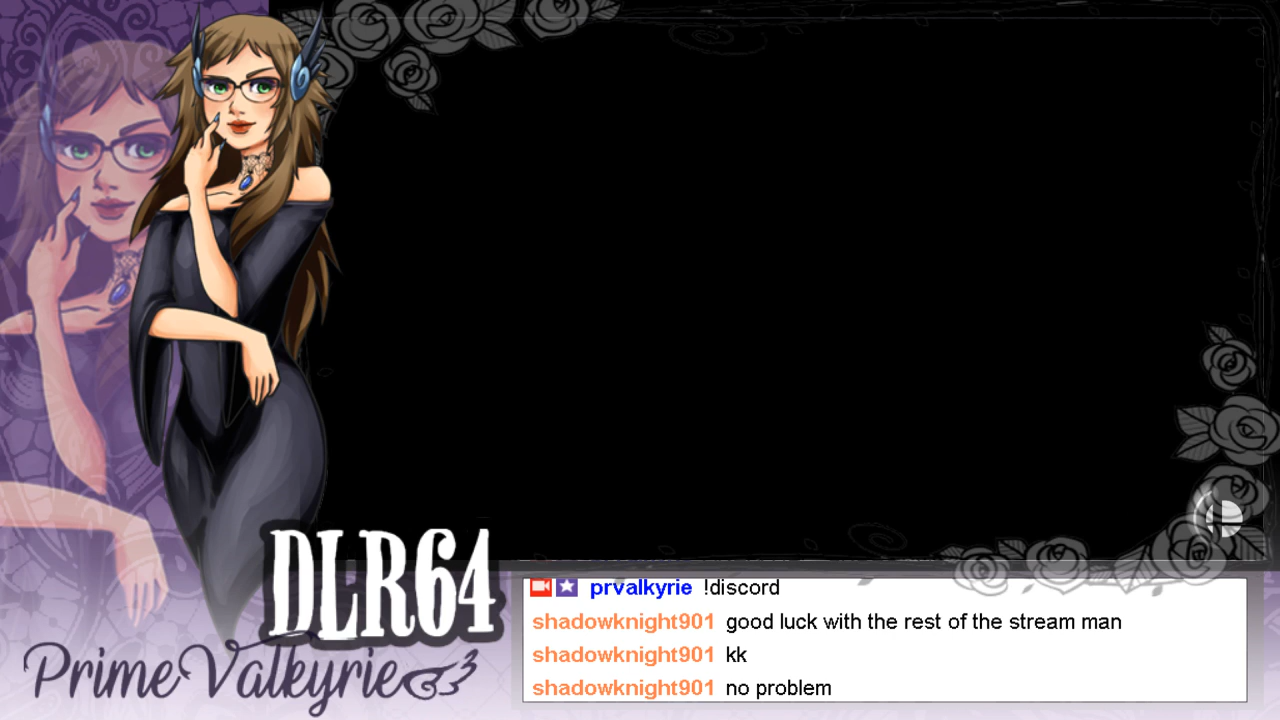 DLR64
PrimeValkyrie
prvalkyrie !discord
shadowknight901 good luck with the rest of the stream man
shadowknight901 kk
shadowknight901 no problem